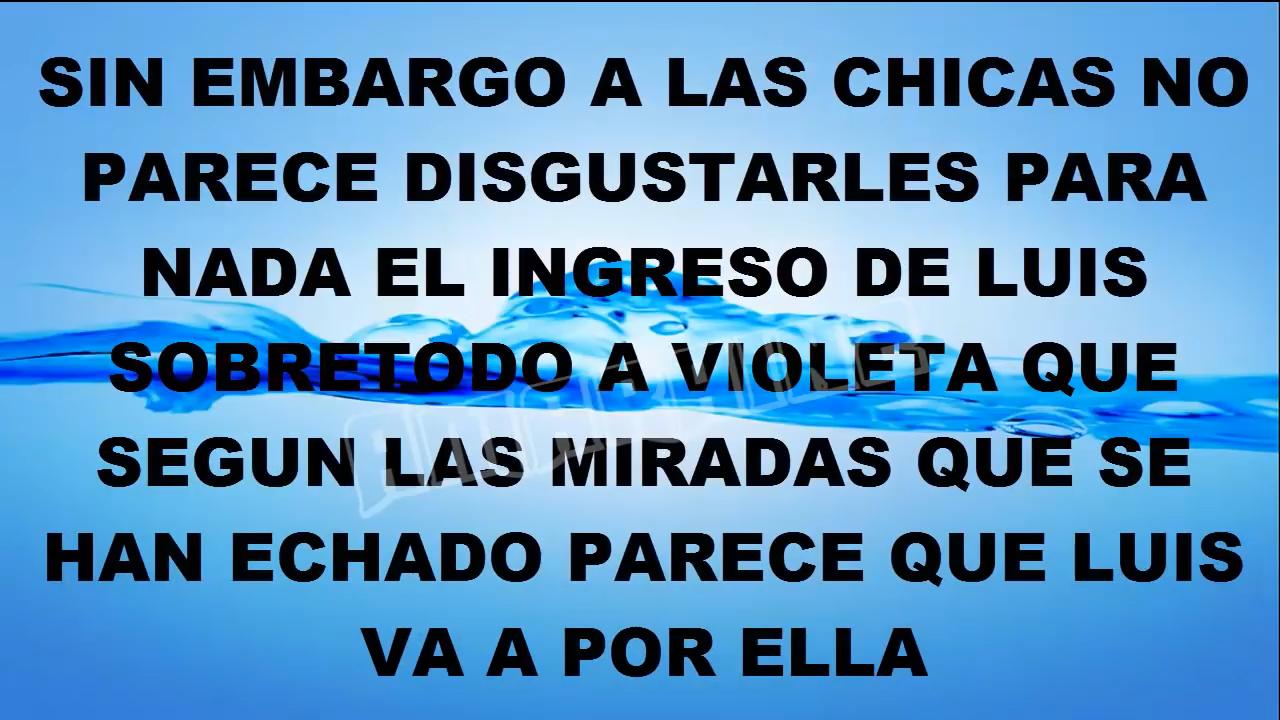 SIN EMBARGO A LAS CHICAS NO
PARECE DISGUSTARLES PARA
NADA EL INGRESO DE LUIS
SOBRETODO A VIOLETA QUE
SEGUN LAS MIRADAS QUE SE
HAN ECHADO PARECE QUE LUIS
VA A POR ELLA